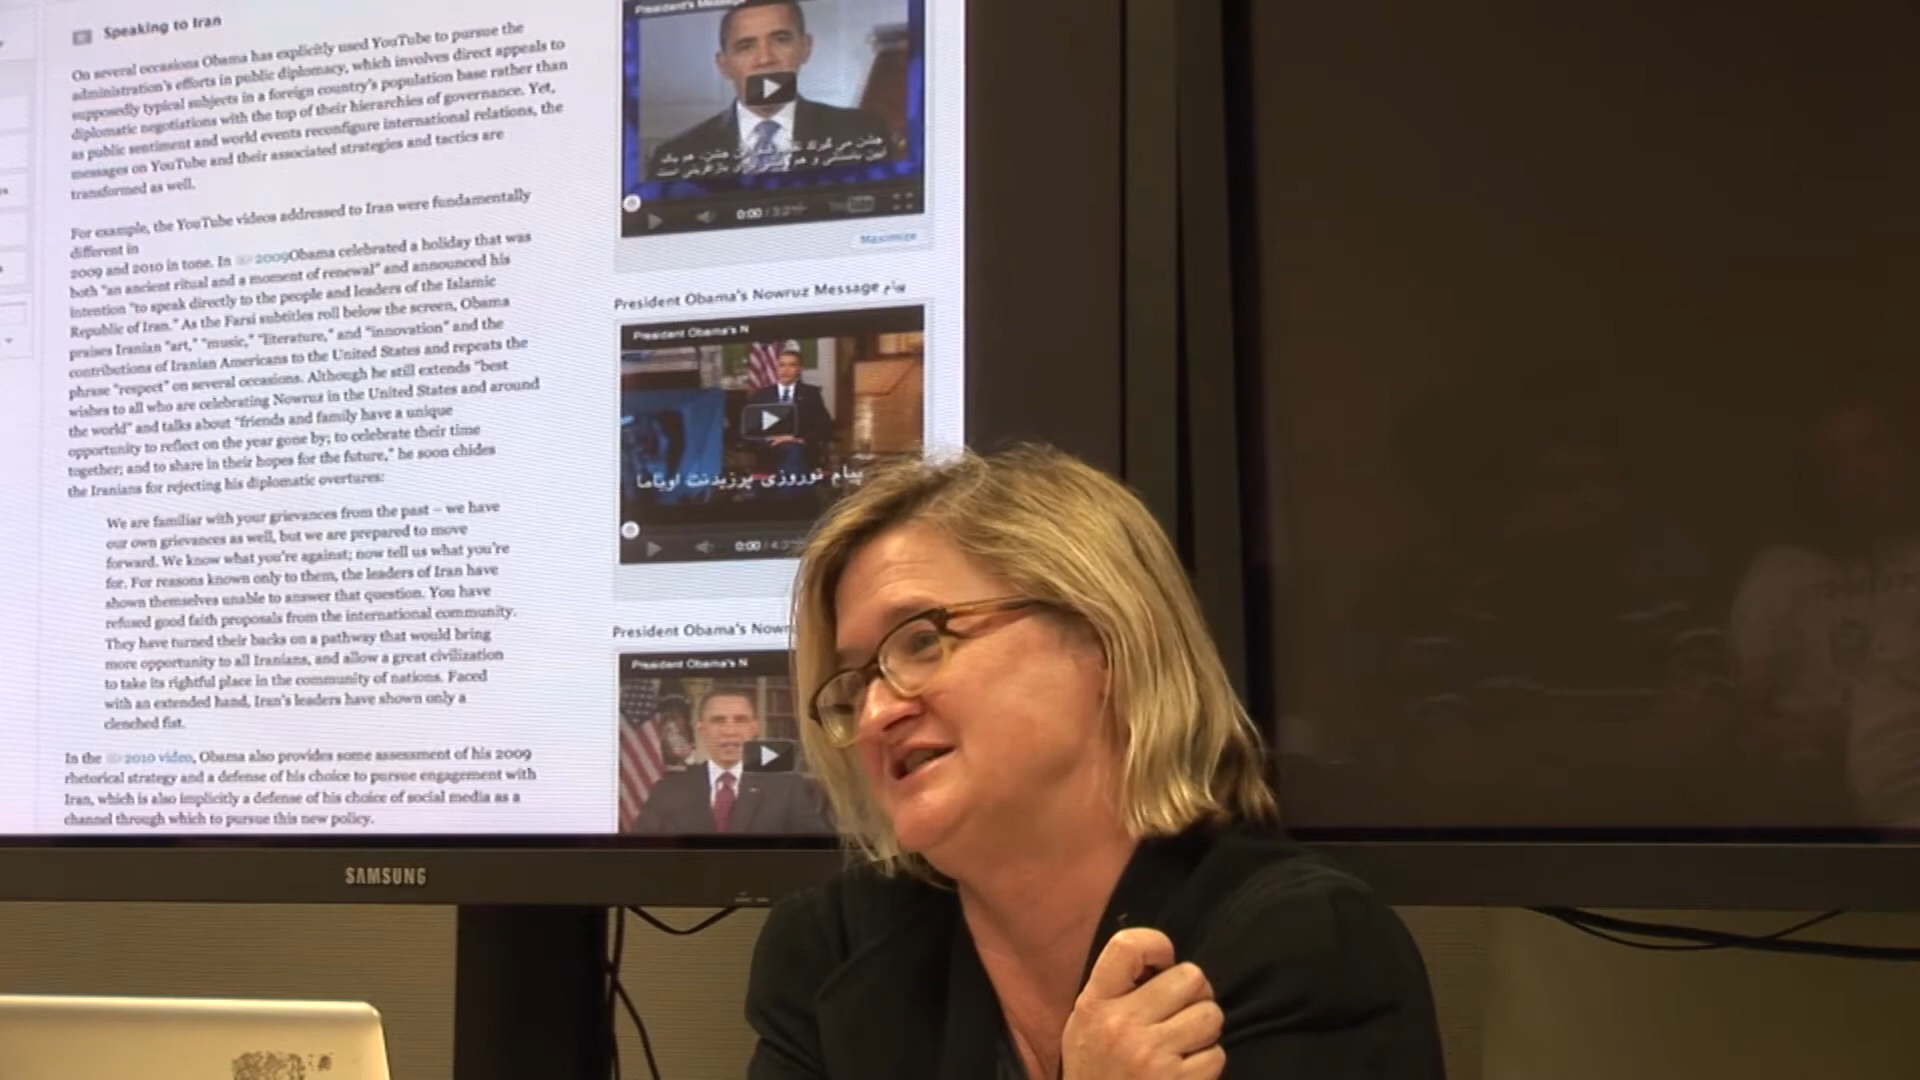 Speaking to Iran
On several occasions Obama has explicitly used YouTube to pursue the
administration's efforts in public diplomacy, which involves direct appeals to
supposedly typical subjects in a foreign country's population base rather than
diplomatic negotiations with the top of their hierarchies of governance. Yet,
as public sentiment and world events reconfigure international relations, the
messages on YouTube and their associated strategies and tactics are
transformed as well.
For example, the YouTube videos addressed to Iran were fundamentally
different in
2009 and 2010 in tone. In 2009Obama celebrated a holiday that was
both "an ancient ritual and a moment of renewal" and announced his
intention "to speak directly to the people and leaders of the Islamic
Republic of Iran." As the Farsi subtitles roll below the screen, Obama
praises Iranian "art," "music," "literature," and "innovation" and the
contributions of Iranian Americans to the United States and repeats the
phrase "respect" on several occasions. Although he still extends "best
wishes to all who are celebrating Nowruz in the United States and around
the world" and talks about "friends and family have a unique
opportunity to reflect on the year gone by; to celebrate their time
together; and to share in their hopes for the future," he soon chides
the Iranians for rejecting his diplomatic overtures:
We are familiar with your grievances from the past – we have
our own grievances as well, but we are prepared to move
forward. We know what you're against; now tell us what you're
for. For reasons known only to them, the leaders of Iran have
shown themselves unable to answer that question. You have
refused good faith proposals from the international community.
They have turned their backs on a pathway that would bring
more opportunity to all Iranians, and allow a great civilization
to take its rightful place in the community of nations. Faced
with an extended hand, Iran's leaders have shown only a
clenched fist.
In the 2010 video, Obama also provides some assessment of his 2009
rhetorical strategy and a defense of his choice to pursue engagement with
Iran, which is also implicitly a defense of his choice of social media as a
channel through which to pursue this new policy.
President's Message
0:00
Maximize
President Obama's Nowruz Message پیام
President Obama's N
پیام نوروزی پرزیدنت اوباما
0:00
President Obama's Now
President Obama's N
SAMSUNG